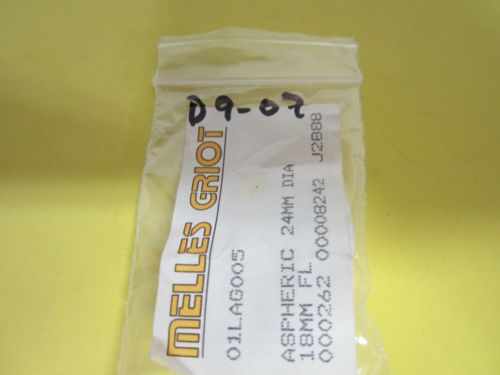 D9-07
MELLES GRIOT
01LAG005
ASPHERIC 24MM DIA
18MM FL
000262 00008242 J2888